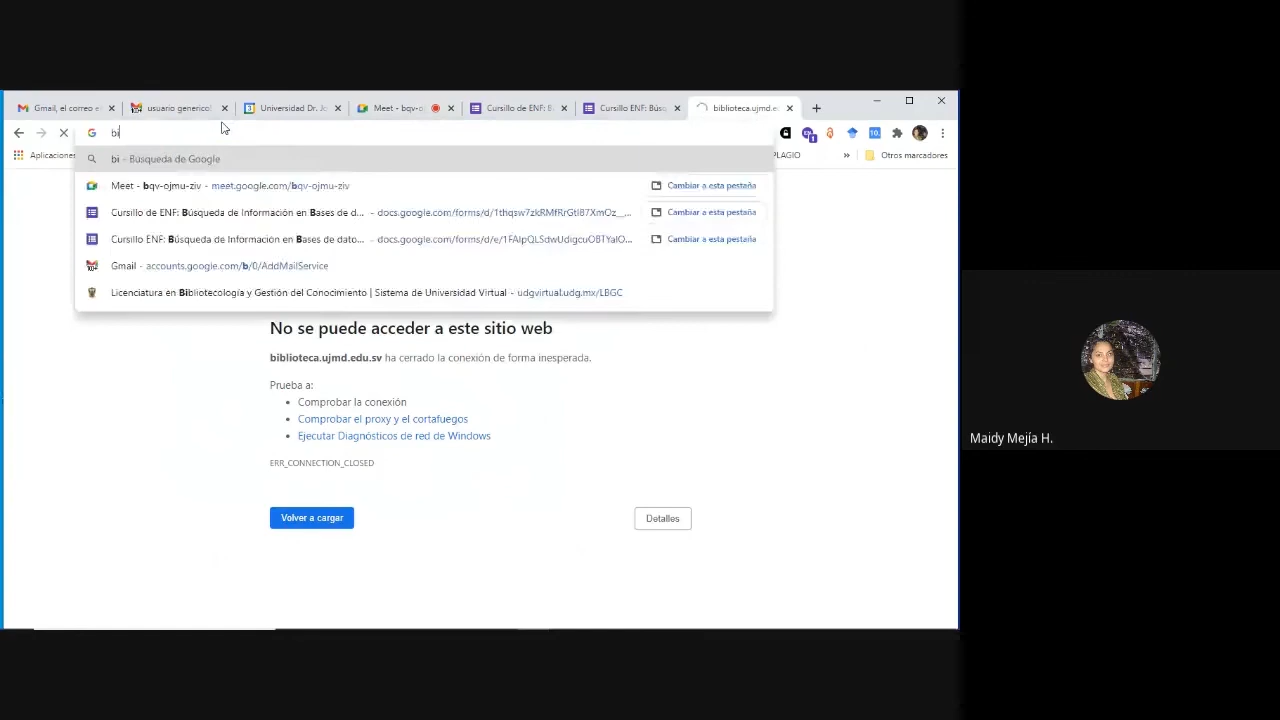 Gmail, el correo e
usuario generico!
Universidad Dr. Jo
Meet - bqv-oj
Cursillo de ENF: B
Cursillo ENF: Búsq
biblioteca.ujmd.ed
bi
Aplicaciones
PLAGIO
»
Otros marcadores
bi - Búsqueda de Google
Meet - bqv-ojmu-ziv - meet.google.com/bqv-ojmu-ziv
Cambiar a esta pestaña
Cursillo de ENF: Búsqueda de Información en Bases de d... - docs.google.com/forms/d/1thqsw7zkRMfRrGtl87XmOz__...
Cambiar a esta pestaña
Cursillo ENF: Búsqueda de Información en Bases de dato... - docs.google.com/forms/d/e/1FAIpQLSdwUdigcuOBTYalO...
Cambiar a esta pestaña
Gmail - accounts.google.com/b/0/AddMailService
Licenciatura en Bibliotecología y Gestión del Conocimiento | Sistema de Universidad Virtual - udgvirtual.udg.mx/LBGC
No se puede acceder a este sitio web
biblioteca.ujmd.edu.sv ha cerrado la conexión de forma inesperada.
Prueba a:
• Comprobar la conexión
• Comprobar el proxy y el cortafuegos
• Ejecutar Diagnósticos de red de Windows
ERR_CONNECTION_CLOSED
Volver a cargar
Detalles
Maidy Mejía H.